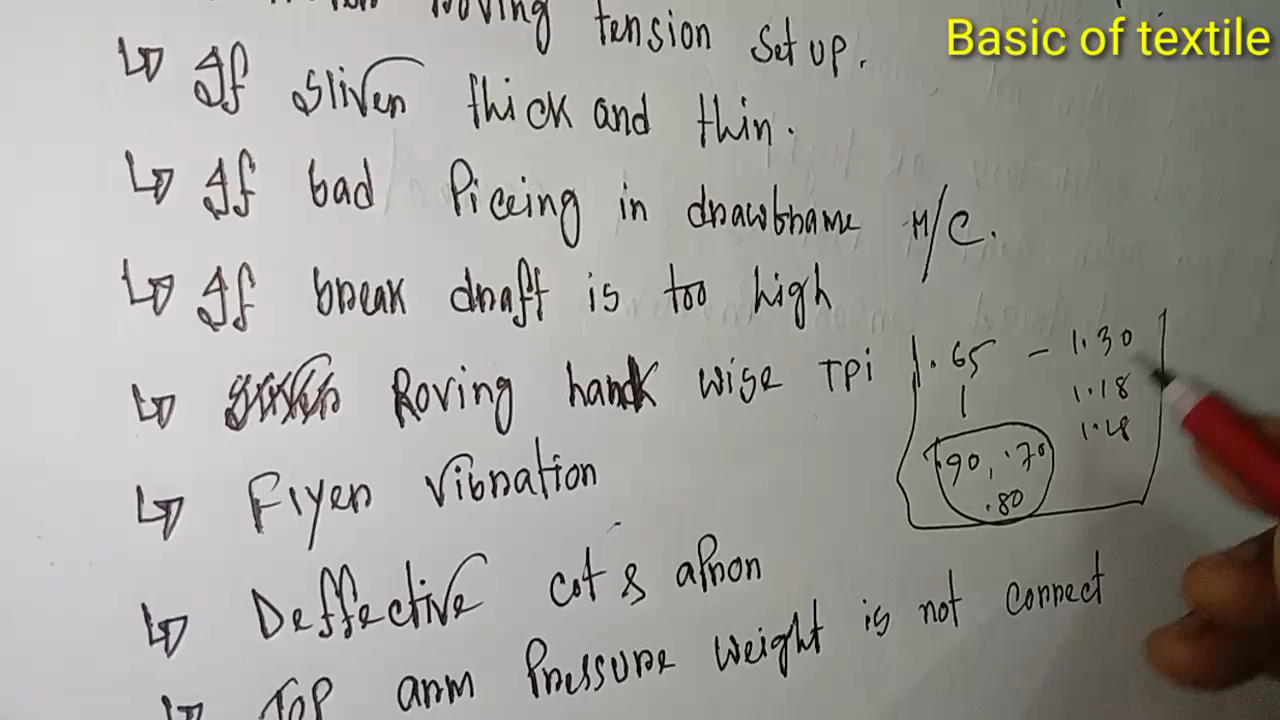 Basic of textile
roving tension set up.
↳ If sliver thick and thin.
↳ If bad Piceing in drawframe M/C.
↳ If break draft is too high
↳ Roving hank wise TPI
1.65 - 1.30
1 1.18
.90, .70 1.18
.80
↳ Flyer vibration
↳ Deffective cot & apron
↳ Top arm Pressure weight is not correct